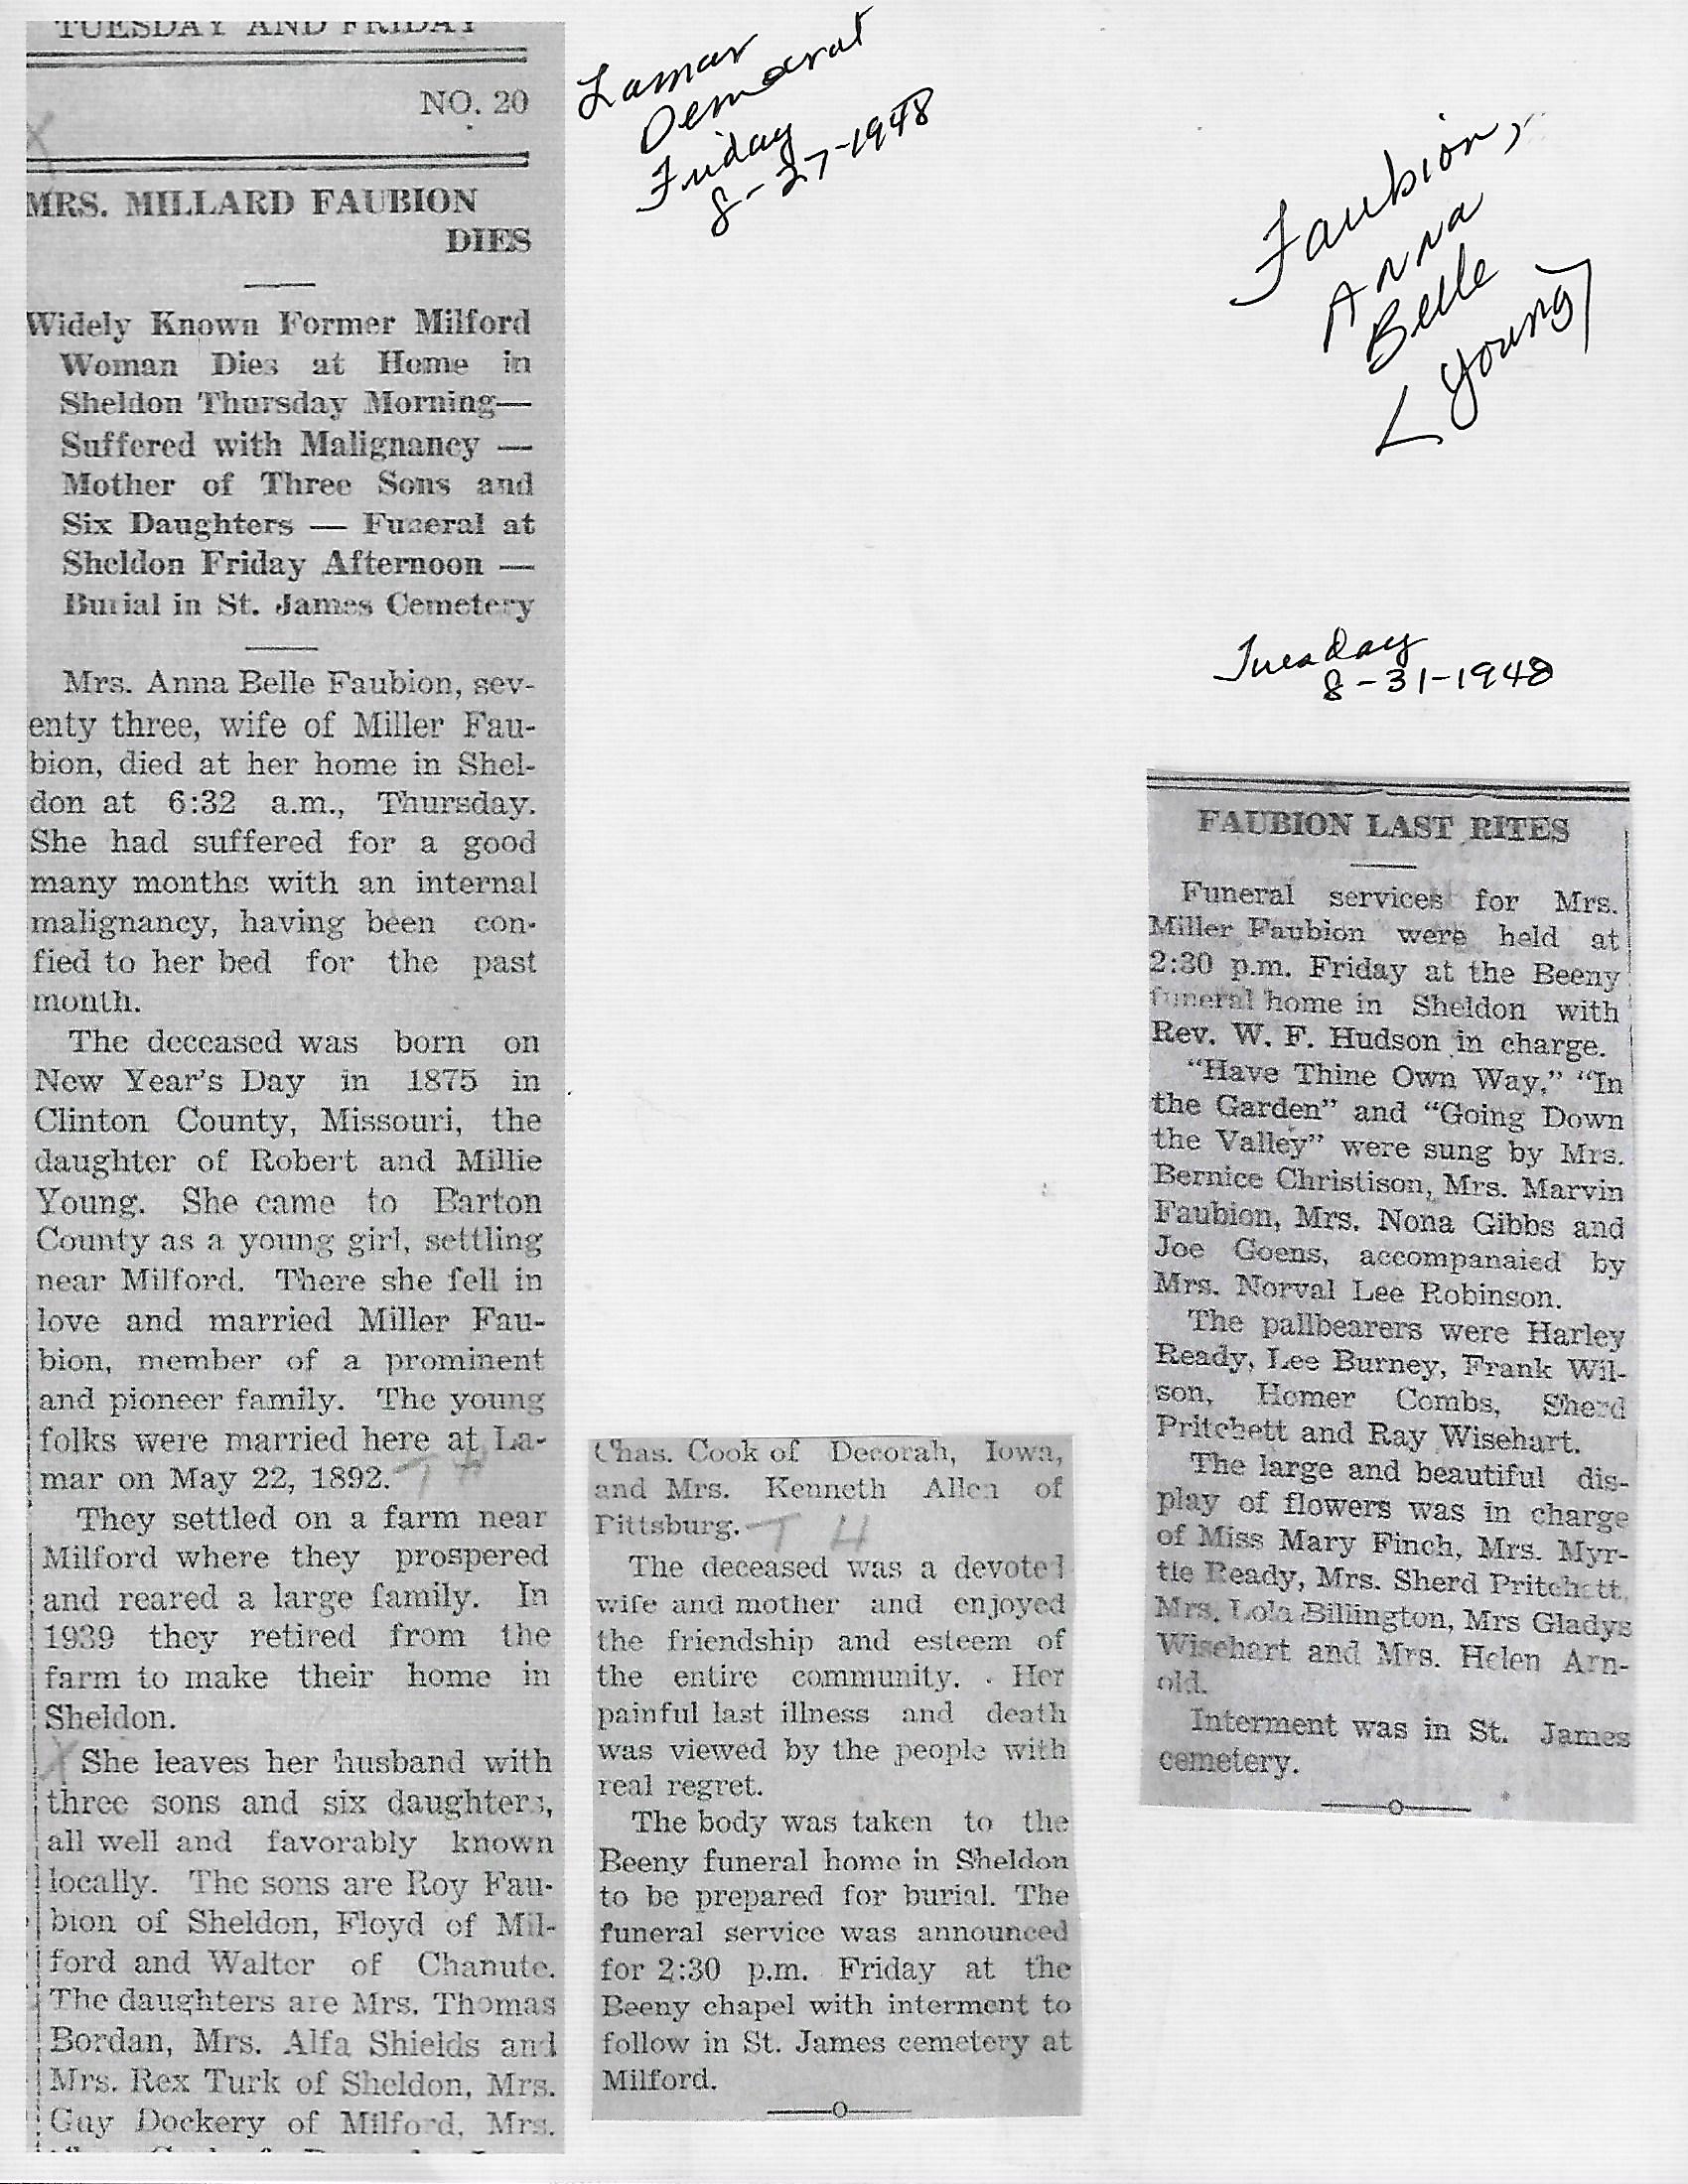 TUESDAY AND FRIDAY
NO. 20
MRS. MILLARD FAUBION
DIES
Widely Known Former Milford
Woman Dies at Home in
Sheldon Thursday Morning—
Suffered with Malignancy —
Mother of Three Sons and
Six Daughters — Funeral at
Sheldon Friday Afternoon —
Burial in St. James Cemetery
Mrs. Anna Belle Faubion, sev-
enty three, wife of Miller Fau-
bion, died at her home in Shel-
don at 6:32 a.m., Thursday.
She had suffered for a good
many months with an internal
malignancy, having been con-
fied to her bed for the past
month.
The deceased was born on
New Year's Day in 1875 in
Clinton County, Missouri, the
daughter of Robert and Millie
Young. She came to Barton
County as a young girl, settling
near Milford. There she fell in
love and married Miller Fau-
bion, member of a prominent
and pioneer family. The young
folks were married here at La-
mar on May 22, 1892.
They settled on a farm near
Milford where they prospered
and reared a large family. In
1939 they retired from the
farm to make their home in
Sheldon.
She leaves her husband with
three sons and six daughters,
all well and favorably known
locally. The sons are Roy Fau-
bion of Sheldon, Floyd of Mil-
ford and Walter of Chanute.
The daughters are Mrs. Thomas
Bordan, Mrs. Alfa Shields and
Mrs. Rex Turk of Sheldon, Mrs.
Guy Dockery of Milford, Mrs.
Lamar
Democrat
Friday
8-27-1948
Chas. Cook of Decorah, Iowa,
and Mrs. Kenneth Allen of
Pittsburg. T H
The deceased was a devoted
wife and mother and enjoyed
the friendship and esteem of
the entire community. Her
painful last illness and death
was viewed by the people with
real regret.
The body was taken to the
Beeny funeral home in Sheldon
to be prepared for burial. The
funeral service was announced
for 2:30 p.m. Friday at the
Beeny chapel with interment to
follow in St. James cemetery at
Milford.
Faubion,
Anna
Belle
<Young>
Tuesday
8-31-1948
FAUBION LAST RITES
Funeral services for Mrs.
Miller Faubion were held at
2:30 p.m. Friday at the Beeny
funeral home in Sheldon with
Rev. W. F. Hudson in charge.
"Have Thine Own Way," "In
the Garden" and "Going Down
the Valley" were sung by Mrs.
Bernice Christison, Mrs. Marvin
Faubion, Mrs. Nona Gibbs and
Joe Goens, accompanaied by
Mrs. Norval Lee Robinson.
The pallbearers were Harley
Ready, Lee Burney, Frank Wil-
son, Homer Combs, Sherd
Pritchett and Ray Wisehart.
The large and beautiful dis-
play of flowers was in charge
of Miss Mary Finch, Mrs. Myr-
tle Ready, Mrs. Sherd Pritchett,
Mrs. Lola Billington, Mrs Gladys
Wisehart and Mrs. Helen Arn-
old.
Interment was in St. James
cemetery.